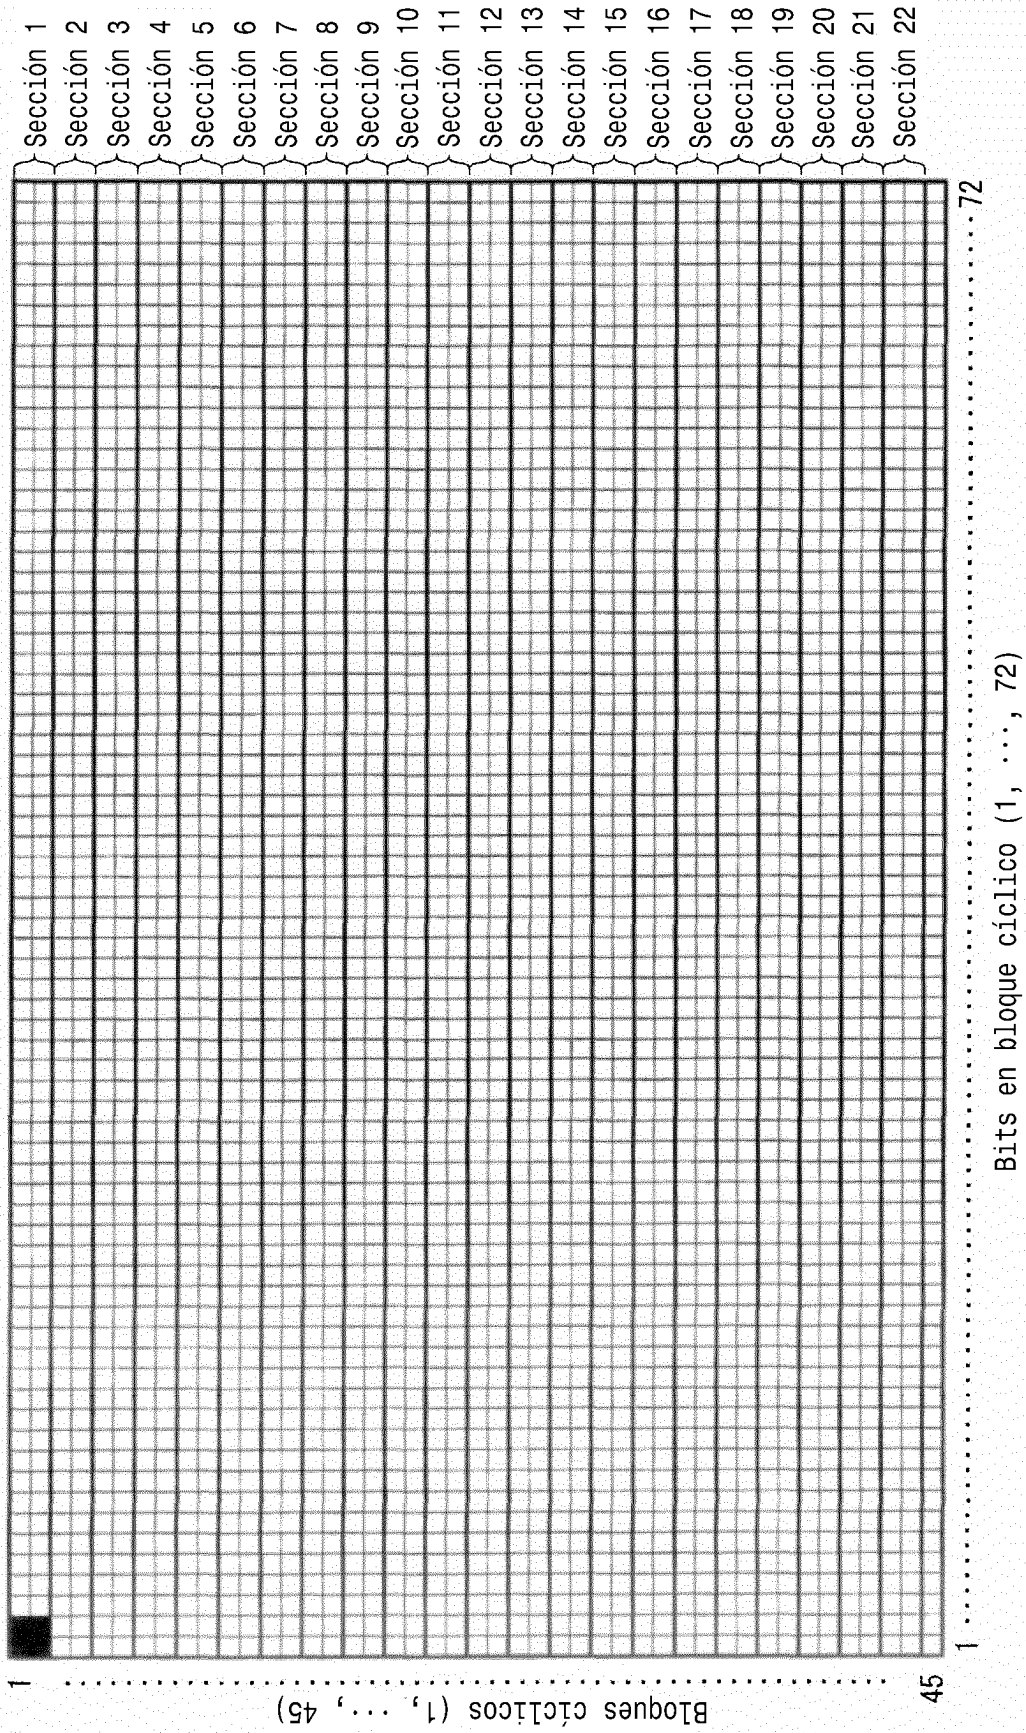 Sección 1
Sección 2
Sección 3
Sección 4
Sección 5
Sección 6
Sección 7
Sección 8
Sección 9
Sección 10
Sección 11
Sección 12
Sección 13
Sección 14
Sección 15
Sección 16
Sección 17
Sección 18
Sección 19
Sección 20
Sección 21
Sección 22
1
45
Bloques cíclicos (1, ···, 45)
1
72
Bits en bloque cíclico (1, ···, 72)